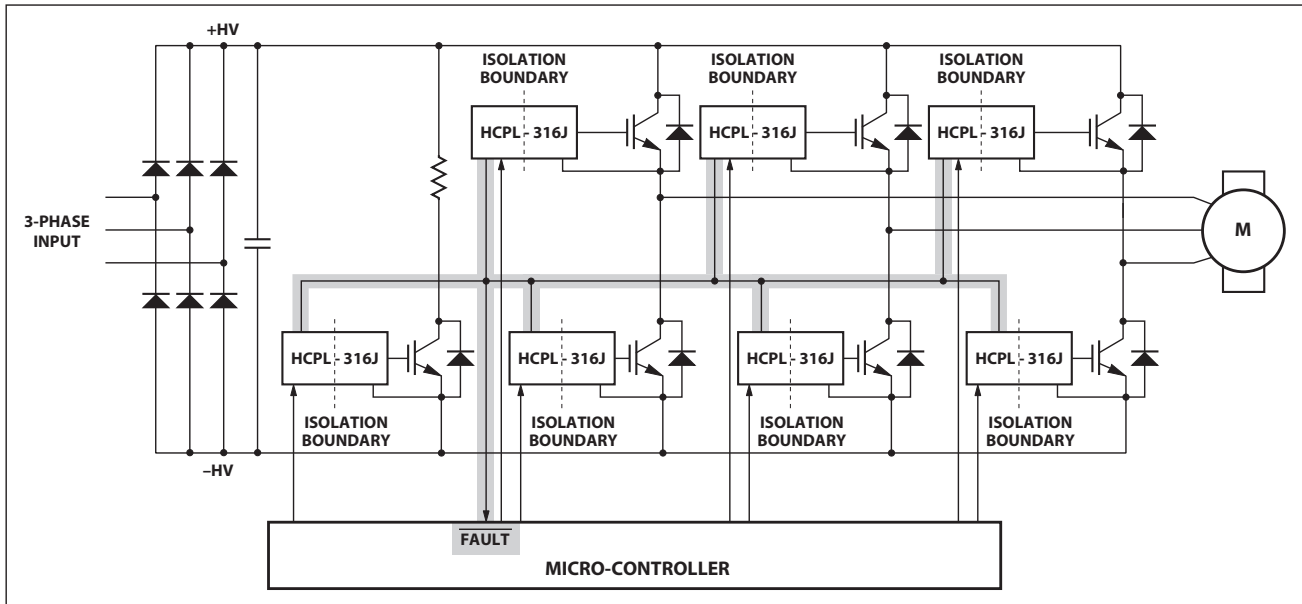 +HV
ISOLATION
BOUNDARY
ISOLATION
BOUNDARY
ISOLATION
BOUNDARY
HCPL - 316J
HCPL - 316J
HCPL - 316J
3-PHASE
INPUT
M
HCPL - 316J
HCPL - 316J
HCPL - 316J
HCPL - 316J
ISOLATION
BOUNDARY
ISOLATION
BOUNDARY
ISOLATION
BOUNDARY
ISOLATION
BOUNDARY
–HV
FAULT
MICRO-CONTROLLER